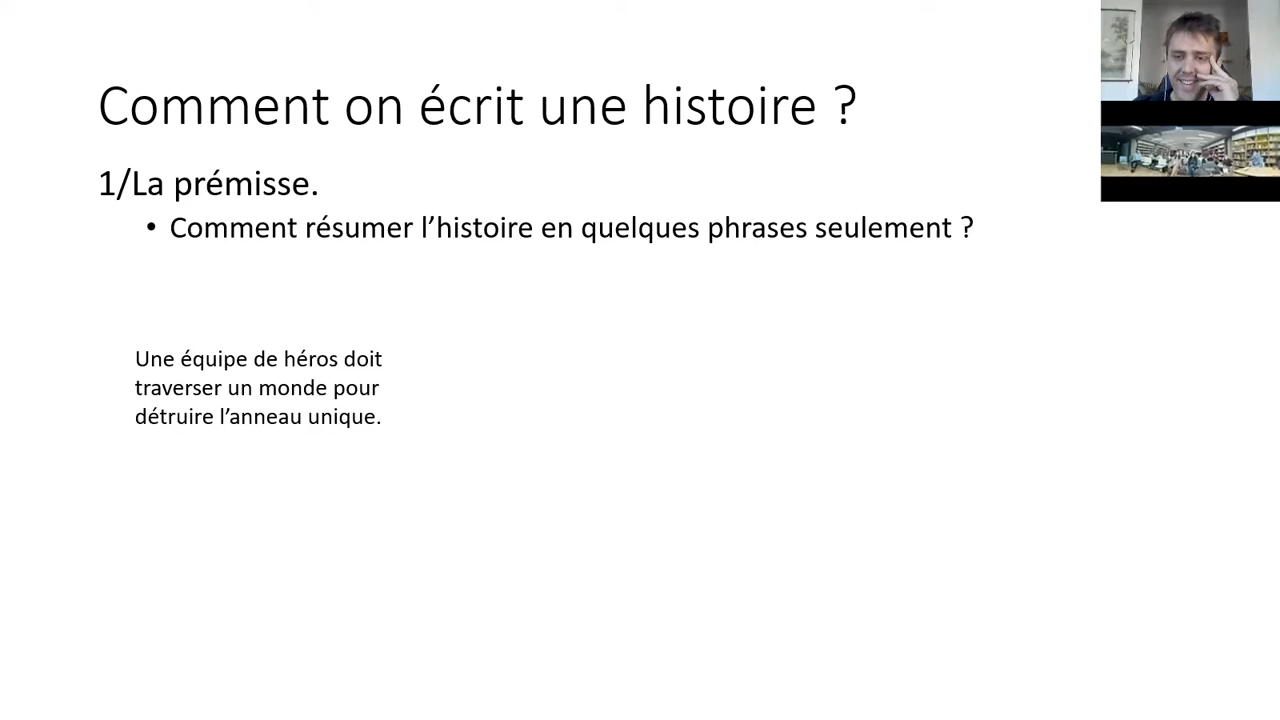 Comment on écrit une histoire ?
1/La prémisse.
• Comment résumer l’histoire en quelques phrases seulement ?
Une équipe de héros doit
traverser un monde pour
détruire l’anneau unique.